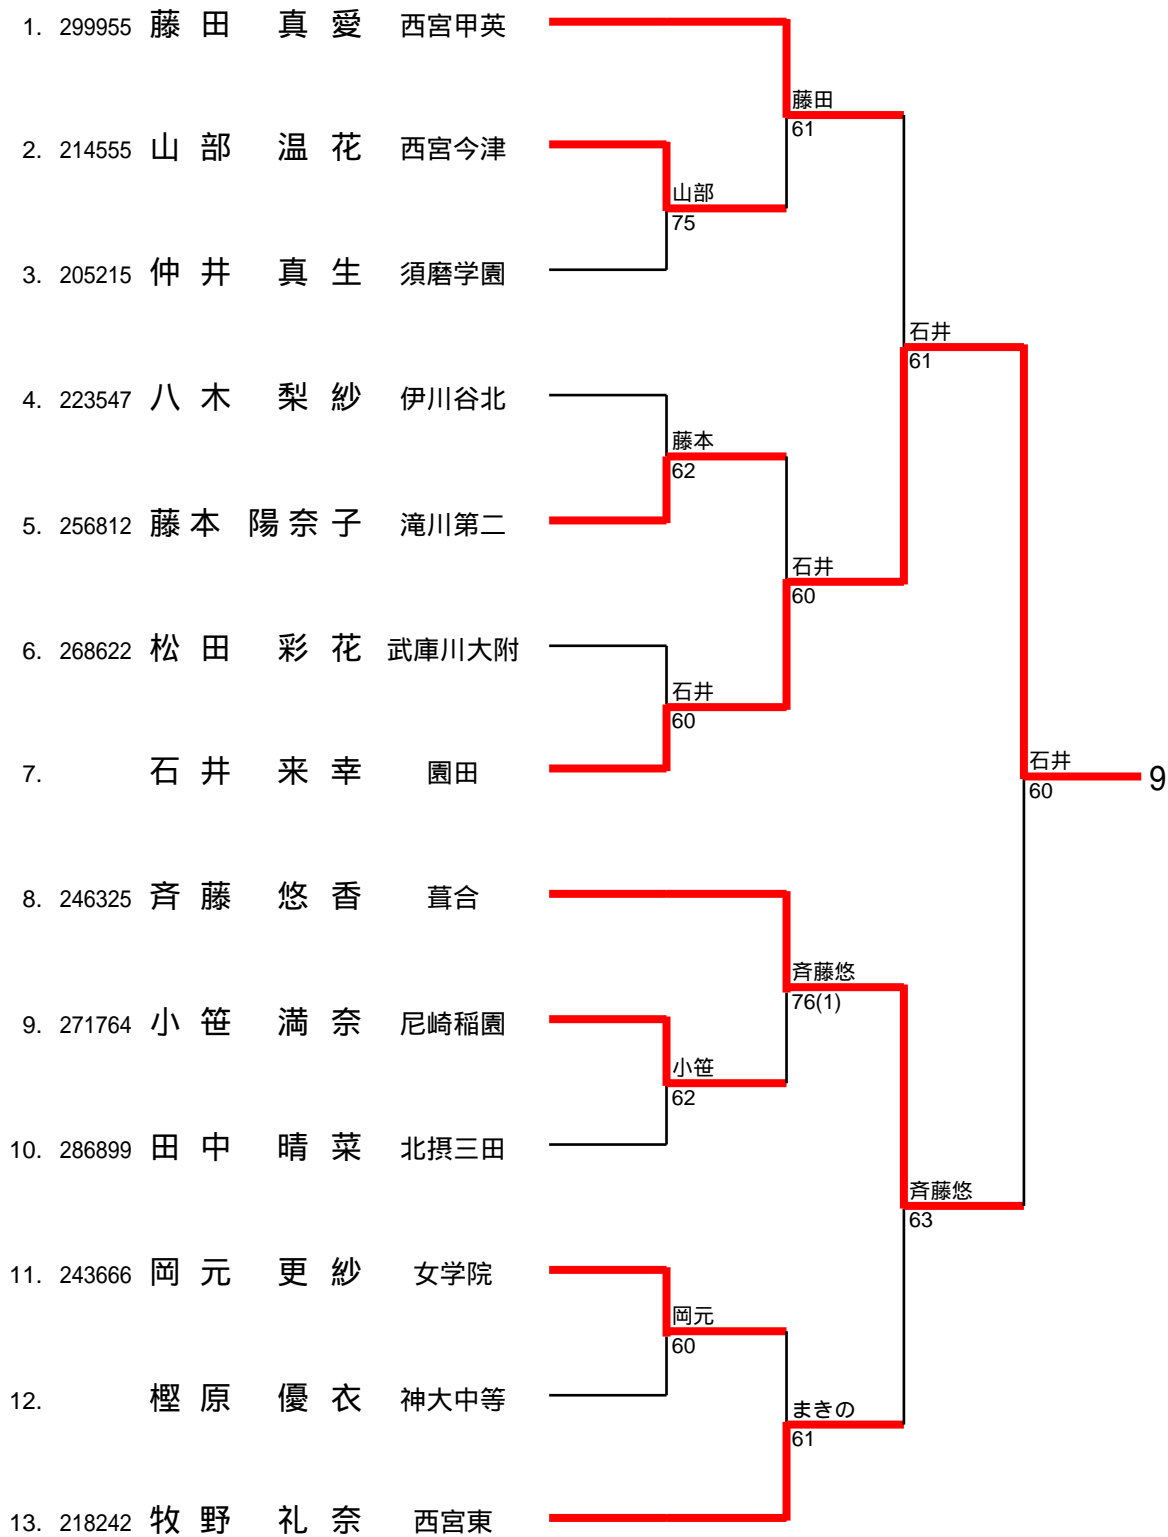 1. 299955 藤田 真愛 西宮甲英
藤田
61
2. 214555 山部 温花 西宮今津
山部
75
3. 205215 仲井 真生 須磨学園
石井
61
4. 223547 八木 梨紗 伊川谷北
藤本
62
5. 256812 藤本 陽奈子 滝川第二
石井
60
6. 268622 松田 彩花 武庫川大附
石井
60
7. 石井 来幸 園田
石井
60
9
8. 246325 斉藤 悠香 葺合
斉藤悠
76(1)
9. 271764 小笹 満奈 尼崎稲園
小笹
62
10. 286899 田中 晴菜 北摂三田
斉藤悠
63
11. 243666 岡元 更紗 女学院
岡元
60
12. 樫原 優衣 神大中等
まきの
61
13. 218242 牧野 礼奈 西宮東